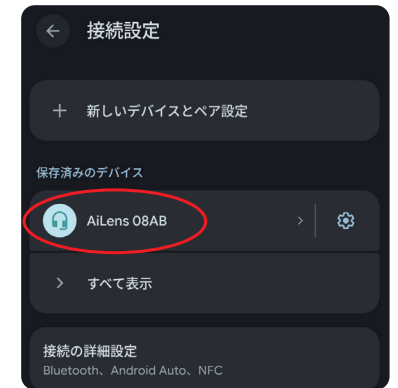 接続設定
新しいデバイスとペア設定
保存済みのデバイス
AiLens 08AB
すべて表示
接続の詳細設定
Bluetooth、Android Auto、NFC